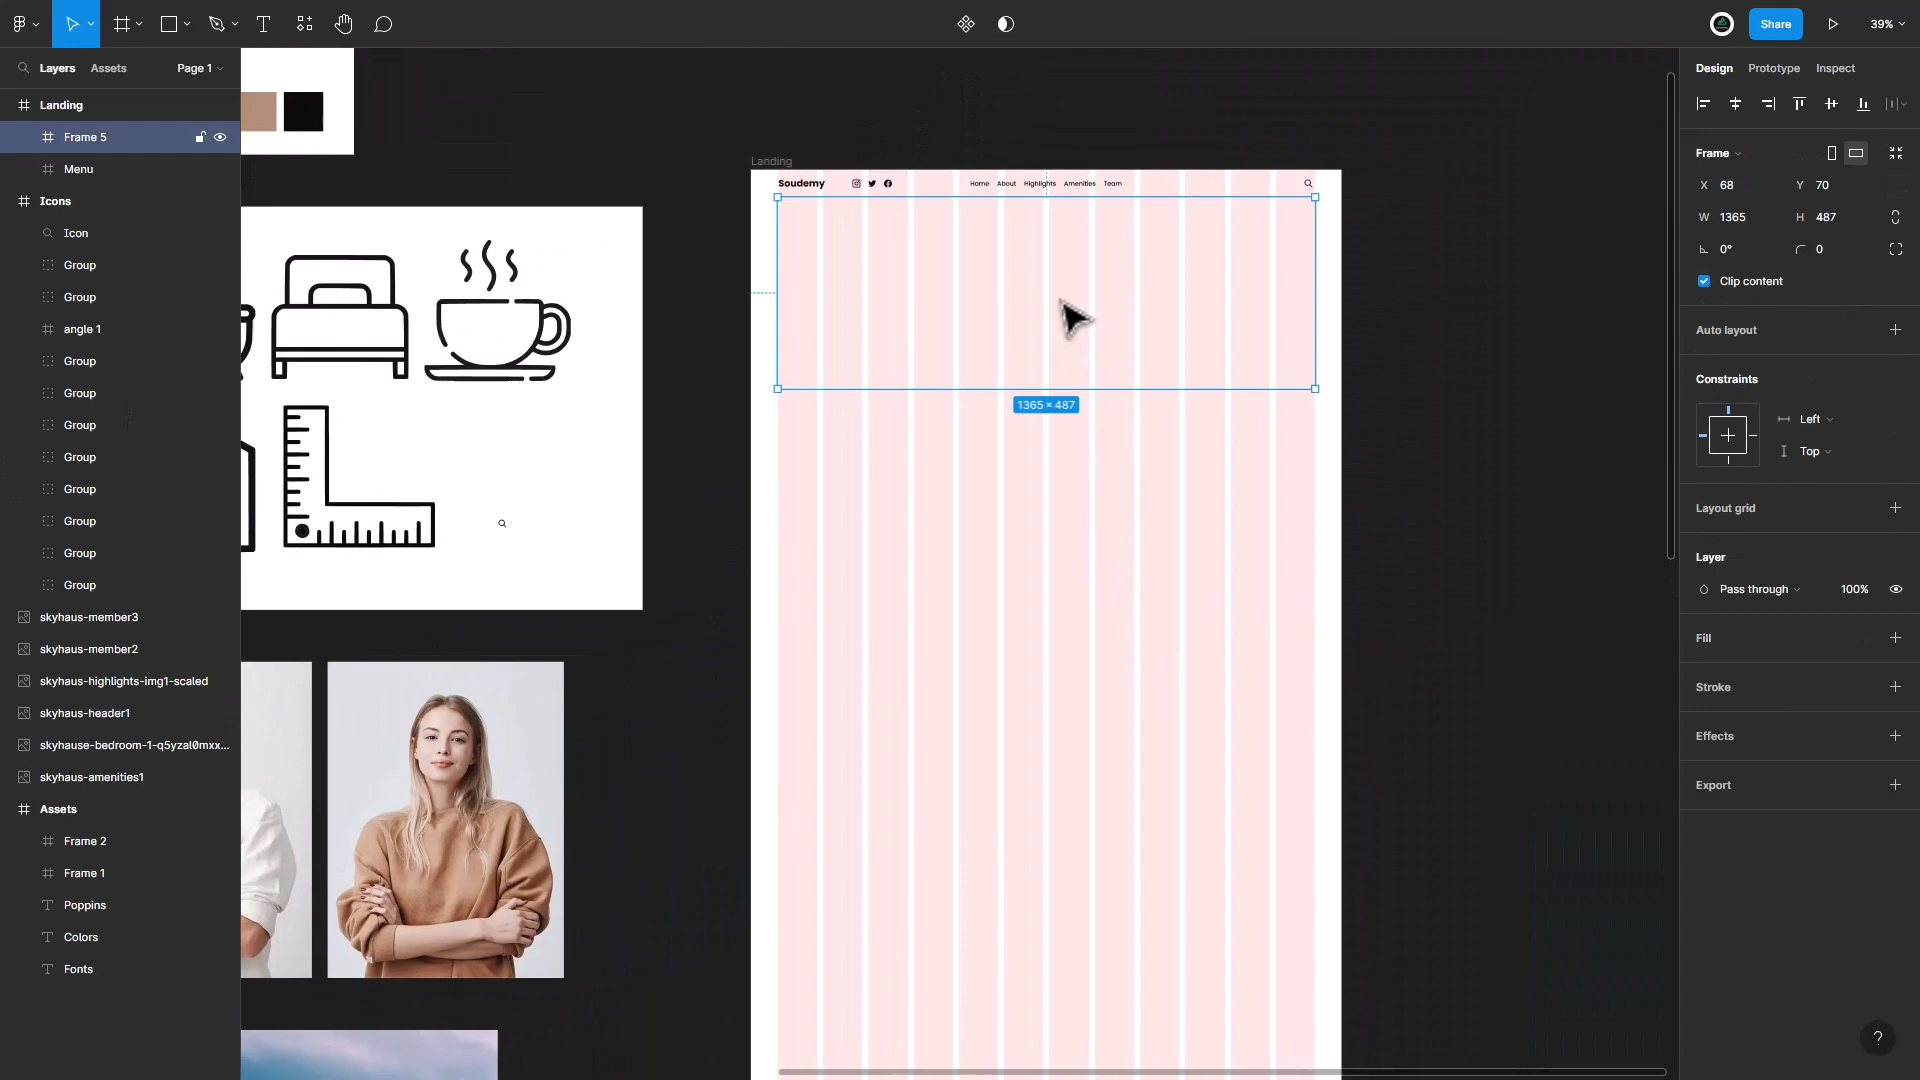 Share
39%
Layers
Assets
Page 1
Landing
Frame 5
Menu
Icons
Icon
Group
Group
angle 1
Group
Group
Group
Group
Group
Group
Group
Group
skyhaus-member3
skyhaus-member2
skyhaus-highlights-img1-scaled
skyhaus-header1
skyhause-bedroom-1-q5yzal0mxx...
skyhaus-amenities1
Assets
Frame 2
Frame 1
Poppins
Colors
Fonts
Landing
Soudemy
Home
About
Highlights
Amenities
Team
1365 × 487
Design
Prototype
Inspect
Frame
X 68
Y 70
W 1365
H 487
0°
0
Clip content
Auto layout
Constraints
Left
Top
Layout grid
Layer
Pass through
100%
Fill
Stroke
Effects
Export
?